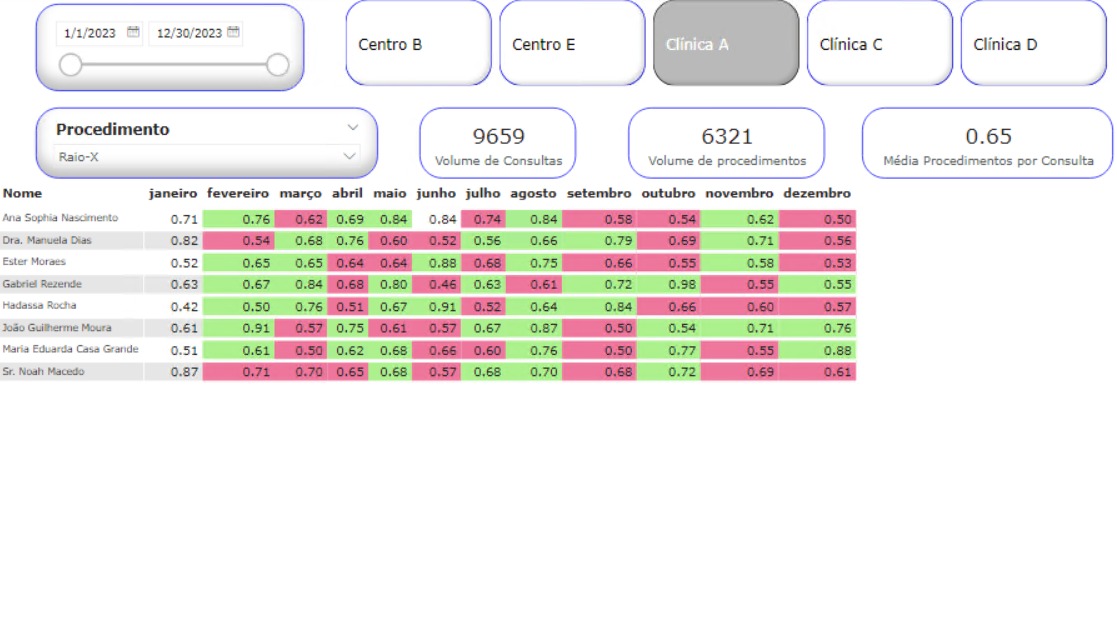 1/1/2023 12/30/2023
Centro B Centro E Clínica A Clínica C Clínica D
Procedimento
Raio-X
9659
Volume de Consultas
6321
Volume de procedimentos
0.65
Média Procedimentos por Consulta
Nome janeiro fevereiro março abril maio junho julho agosto setembro outubro novembro dezembro
Ana Sophia Nascimento 0.71 0.76 0.62 0.69 0.84 0.84 0.74 0.84 0.58 0.54 0.62 0.50
Dra. Manuela Dias 0.82 0.54 0.68 0.76 0.60 0.52 0.56 0.66 0.79 0.69 0.71 0.56
Ester Moraes 0.52 0.65 0.65 0.64 0.64 0.88 0.68 0.75 0.66 0.55 0.58 0.53
Gabriel Rezende 0.63 0.67 0.84 0.68 0.80 0.46 0.63 0.61 0.72 0.98 0.55 0.55
Hadassa Rocha 0.42 0.50 0.76 0.51 0.67 0.91 0.52 0.64 0.84 0.66 0.60 0.57
João Guilherme Moura 0.61 0.91 0.57 0.75 0.61 0.57 0.67 0.87 0.50 0.54 0.71 0.76
Maria Eduarda Casa Grande 0.51 0.61 0.50 0.62 0.68 0.66 0.60 0.76 0.50 0.77 0.55 0.88
Sr. Noah Macedo 0.87 0.71 0.70 0.65 0.68 0.57 0.68 0.70 0.68 0.72 0.69 0.61